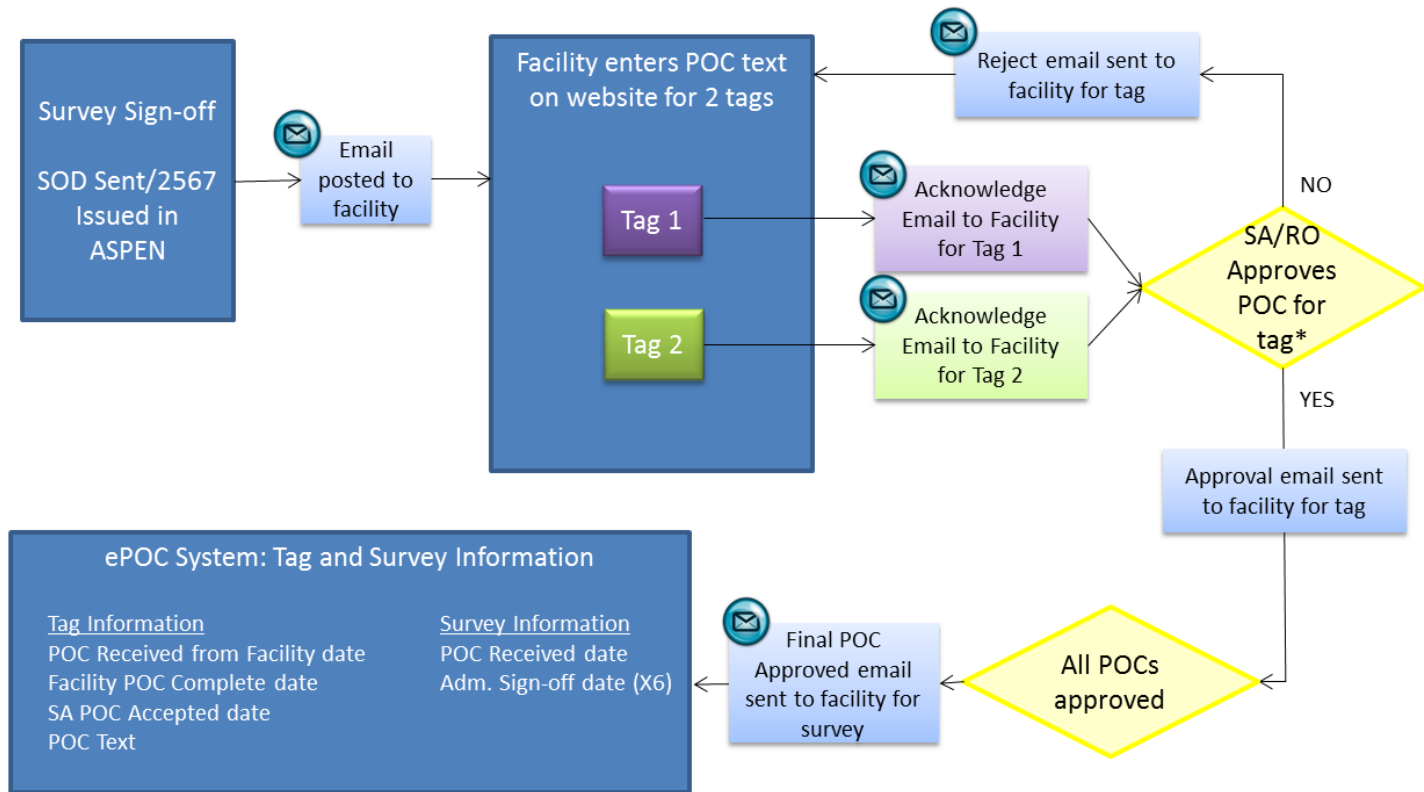 Survey Sign-off
SOD Sent/2567
Issued in
ASPEN
Email
posted to
facility
Facility enters POC text
on website for 2 tags
Tag 1
Tag 2
Acknowledge
Email to Facility
for Tag 1
Acknowledge
Email to Facility
for Tag 2
Reject email sent to
facility for tag
NO
SA/RO
Approves
POC for
tag*
YES
Approval email sent
to facility for tag
All POCs
approved
Final POC
Approved email
sent to facility for
survey
ePOC System: Tag and Survey Information
Tag Information
POC Received from Facility date
Facility POC Complete date
SA POC Accepted date
POC Text
Survey Information
POC Received date
Adm. Sign-off date (X6)